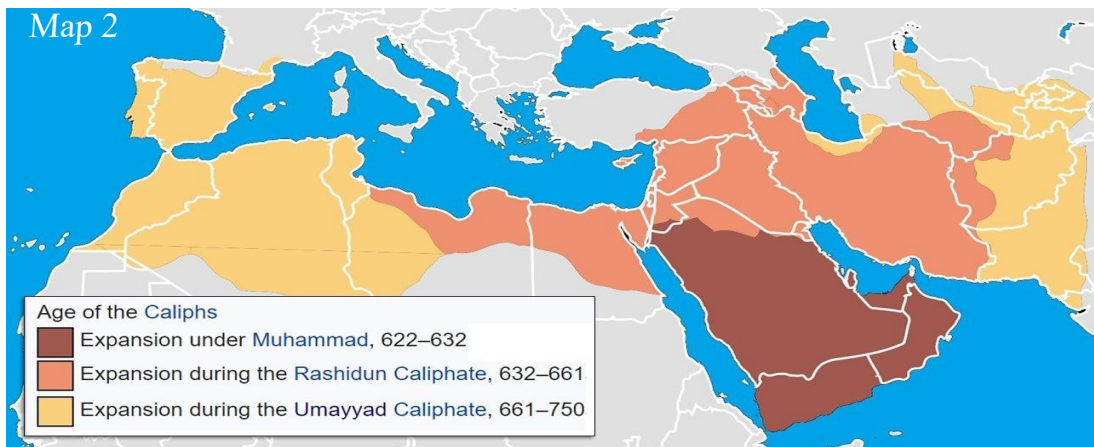 Map 2
Age of the Caliphs
Expansion under Muhammad, 622–632
Expansion during the Rashidun Caliphate, 632–661
Expansion during the Umayyad Caliphate, 661–750